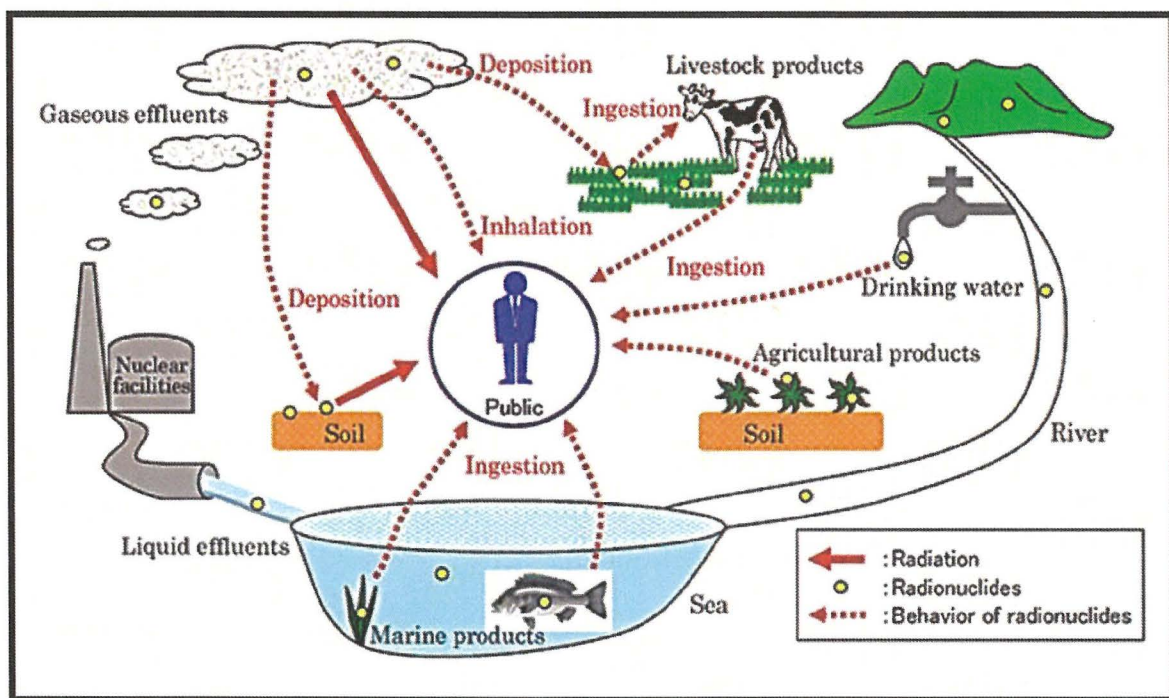 Deposition
Livestock products
Ingestion
Gaseous effluents
Inhalation
Ingestion
Deposition
Drinking water
Nuclear
facilities
Agricultural products
Public
Soil
Soil
River
Ingestion
Liquid effluents
Sea
Marine products
:Radiation
:Radionuclides
:Behavior of radionuclides